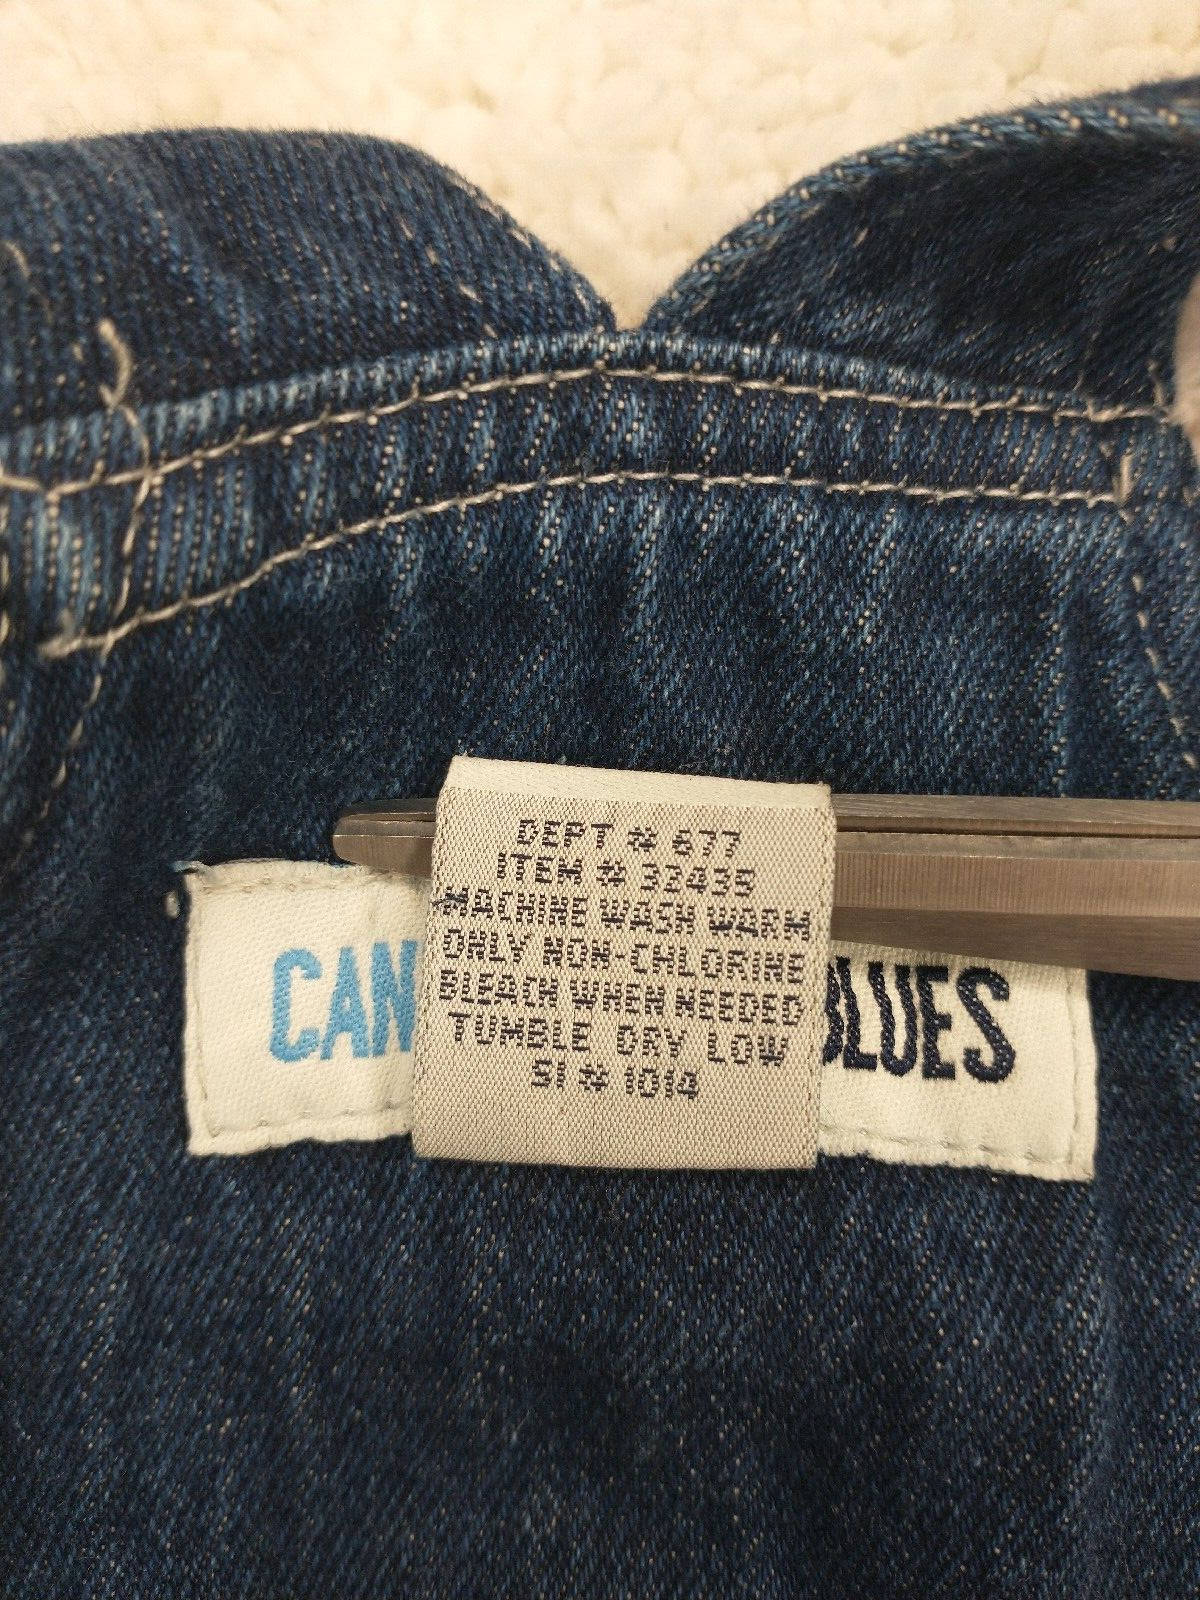 DEPT # 677
ITEM # 32435
MACHINE WASH WARM
ONLY NON-CHLORINE
BLEACH WHEN NEEDED
TUMBLE DRY LOW
SI # 1014
CAN
BLUES